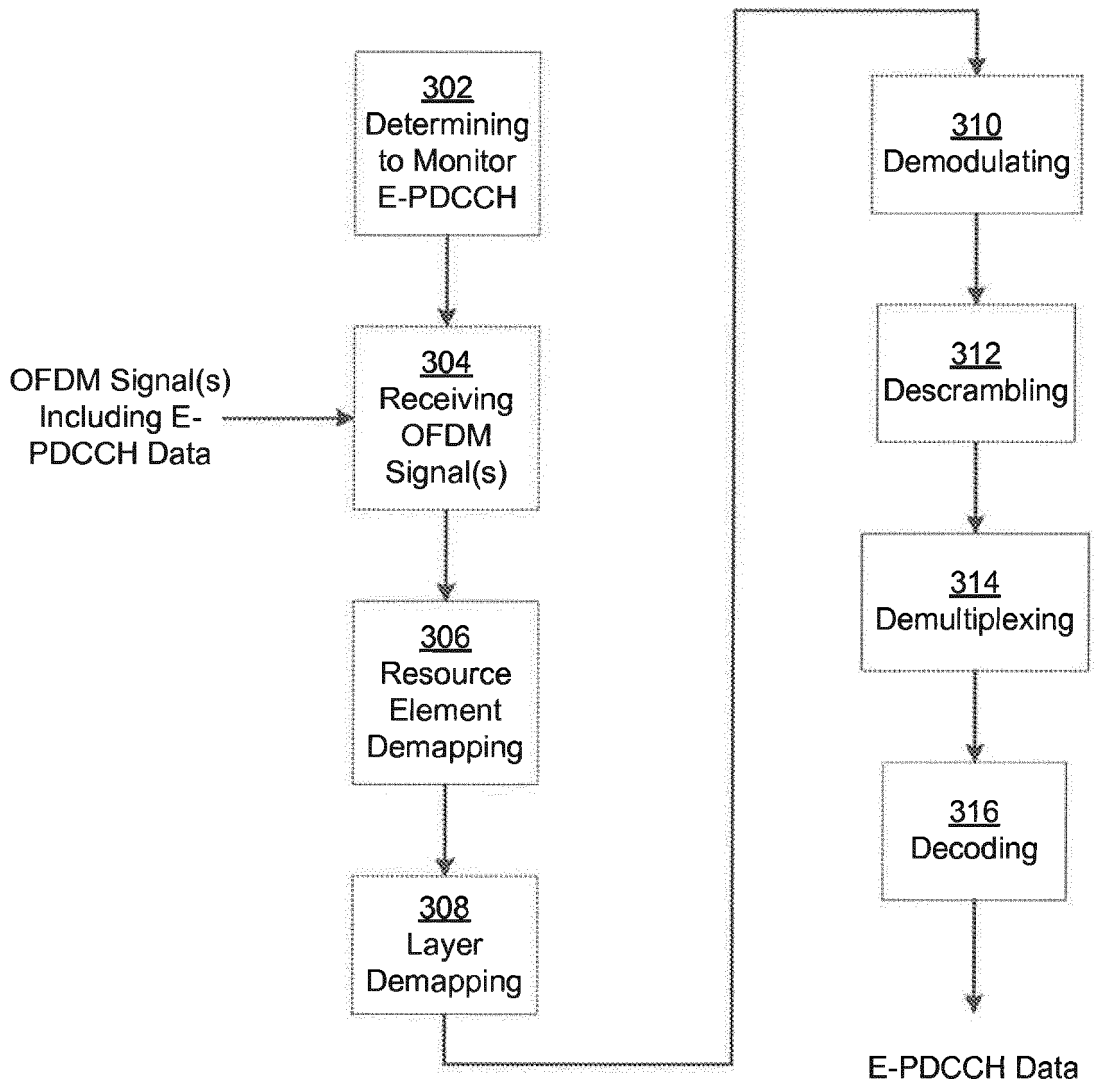 302
Determining
to Monitor
E-PDCCH
OFDM Signal(s)
Including E-
PDCCH Data
304
Receiving
OFDM
Signal(s)
306
Resource
Element
Demapping
308
Layer
Demapping
310
Demodulating
312
Descrambling
314
Demultiplexing
316
Decoding
E-PDCCH Data